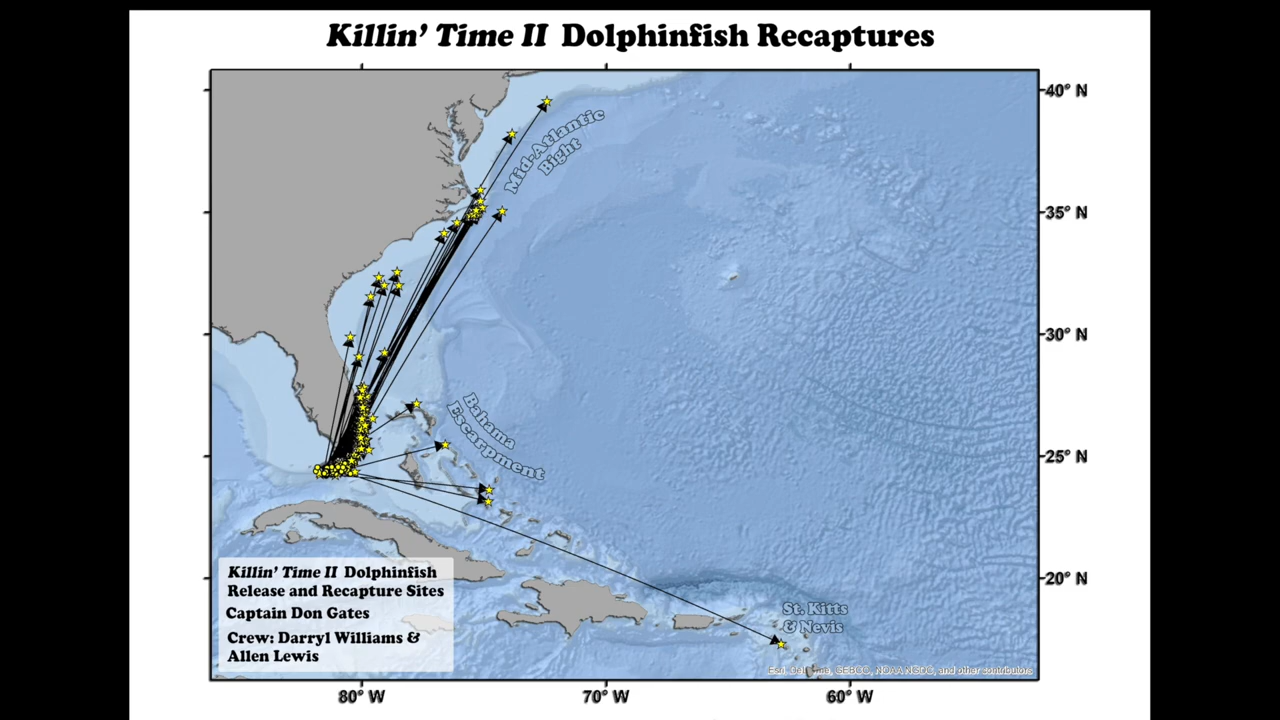 Killin' Time II Dolphinfish Recaptures
40° N
Mid-Atlantic
Bight
35° N
30° N
Bahama
Escarpment
25° N
Killin' Time II Dolphinfish
Release and Recapture Sites
Captain Don Gates
Crew: Darryl Williams &
Allen Lewis
20° N
St. Kitts
& Nevis
Esri, GEBCO, NOAA NGDC, and other contributors
80° W
70° W
60° W